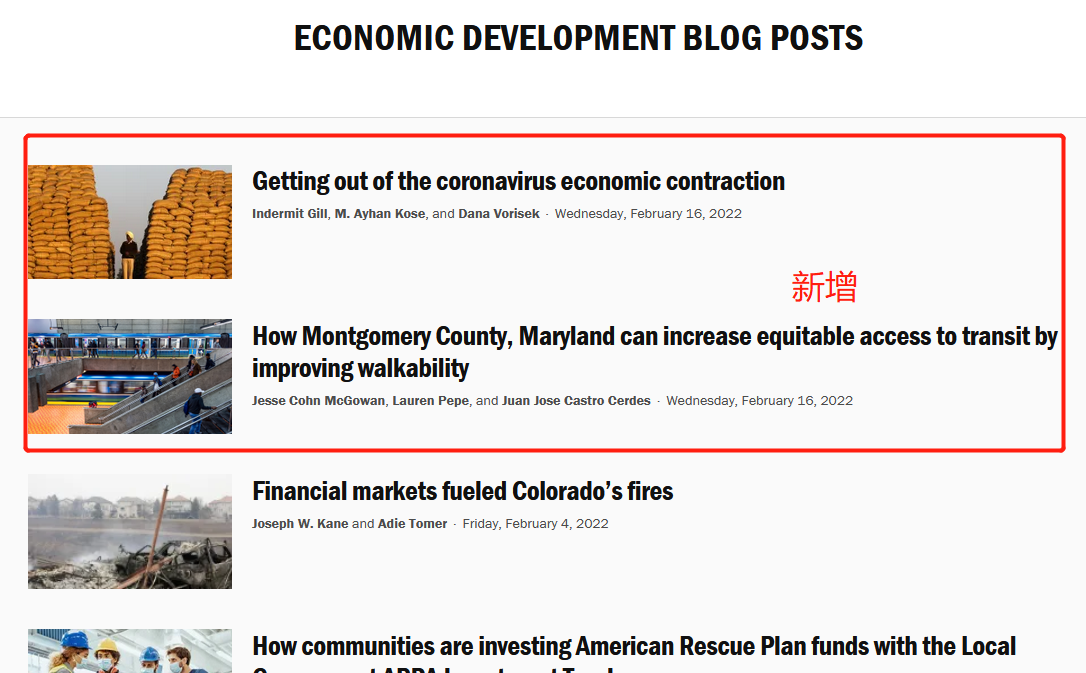 ECONOMIC DEVELOPMENT BLOG POSTS
Getting out of the coronavirus economic contraction
Indermit Gill, M. Ayhan Kose, and Dana Vorisek · Wednesday, February 16, 2022
新增
How Montgomery County, Maryland can increase equitable access to transit by
improving walkability
Jesse Cohn McGowan, Lauren Pepe, and Juan Jose Castro Cerdes · Wednesday, February 16, 2022
Financial markets fueled Colorado’s fires
Joseph W. Kane and Adie Tomer · Friday, February 4, 2022
How communities are investing American Rescue Plan funds with the Local